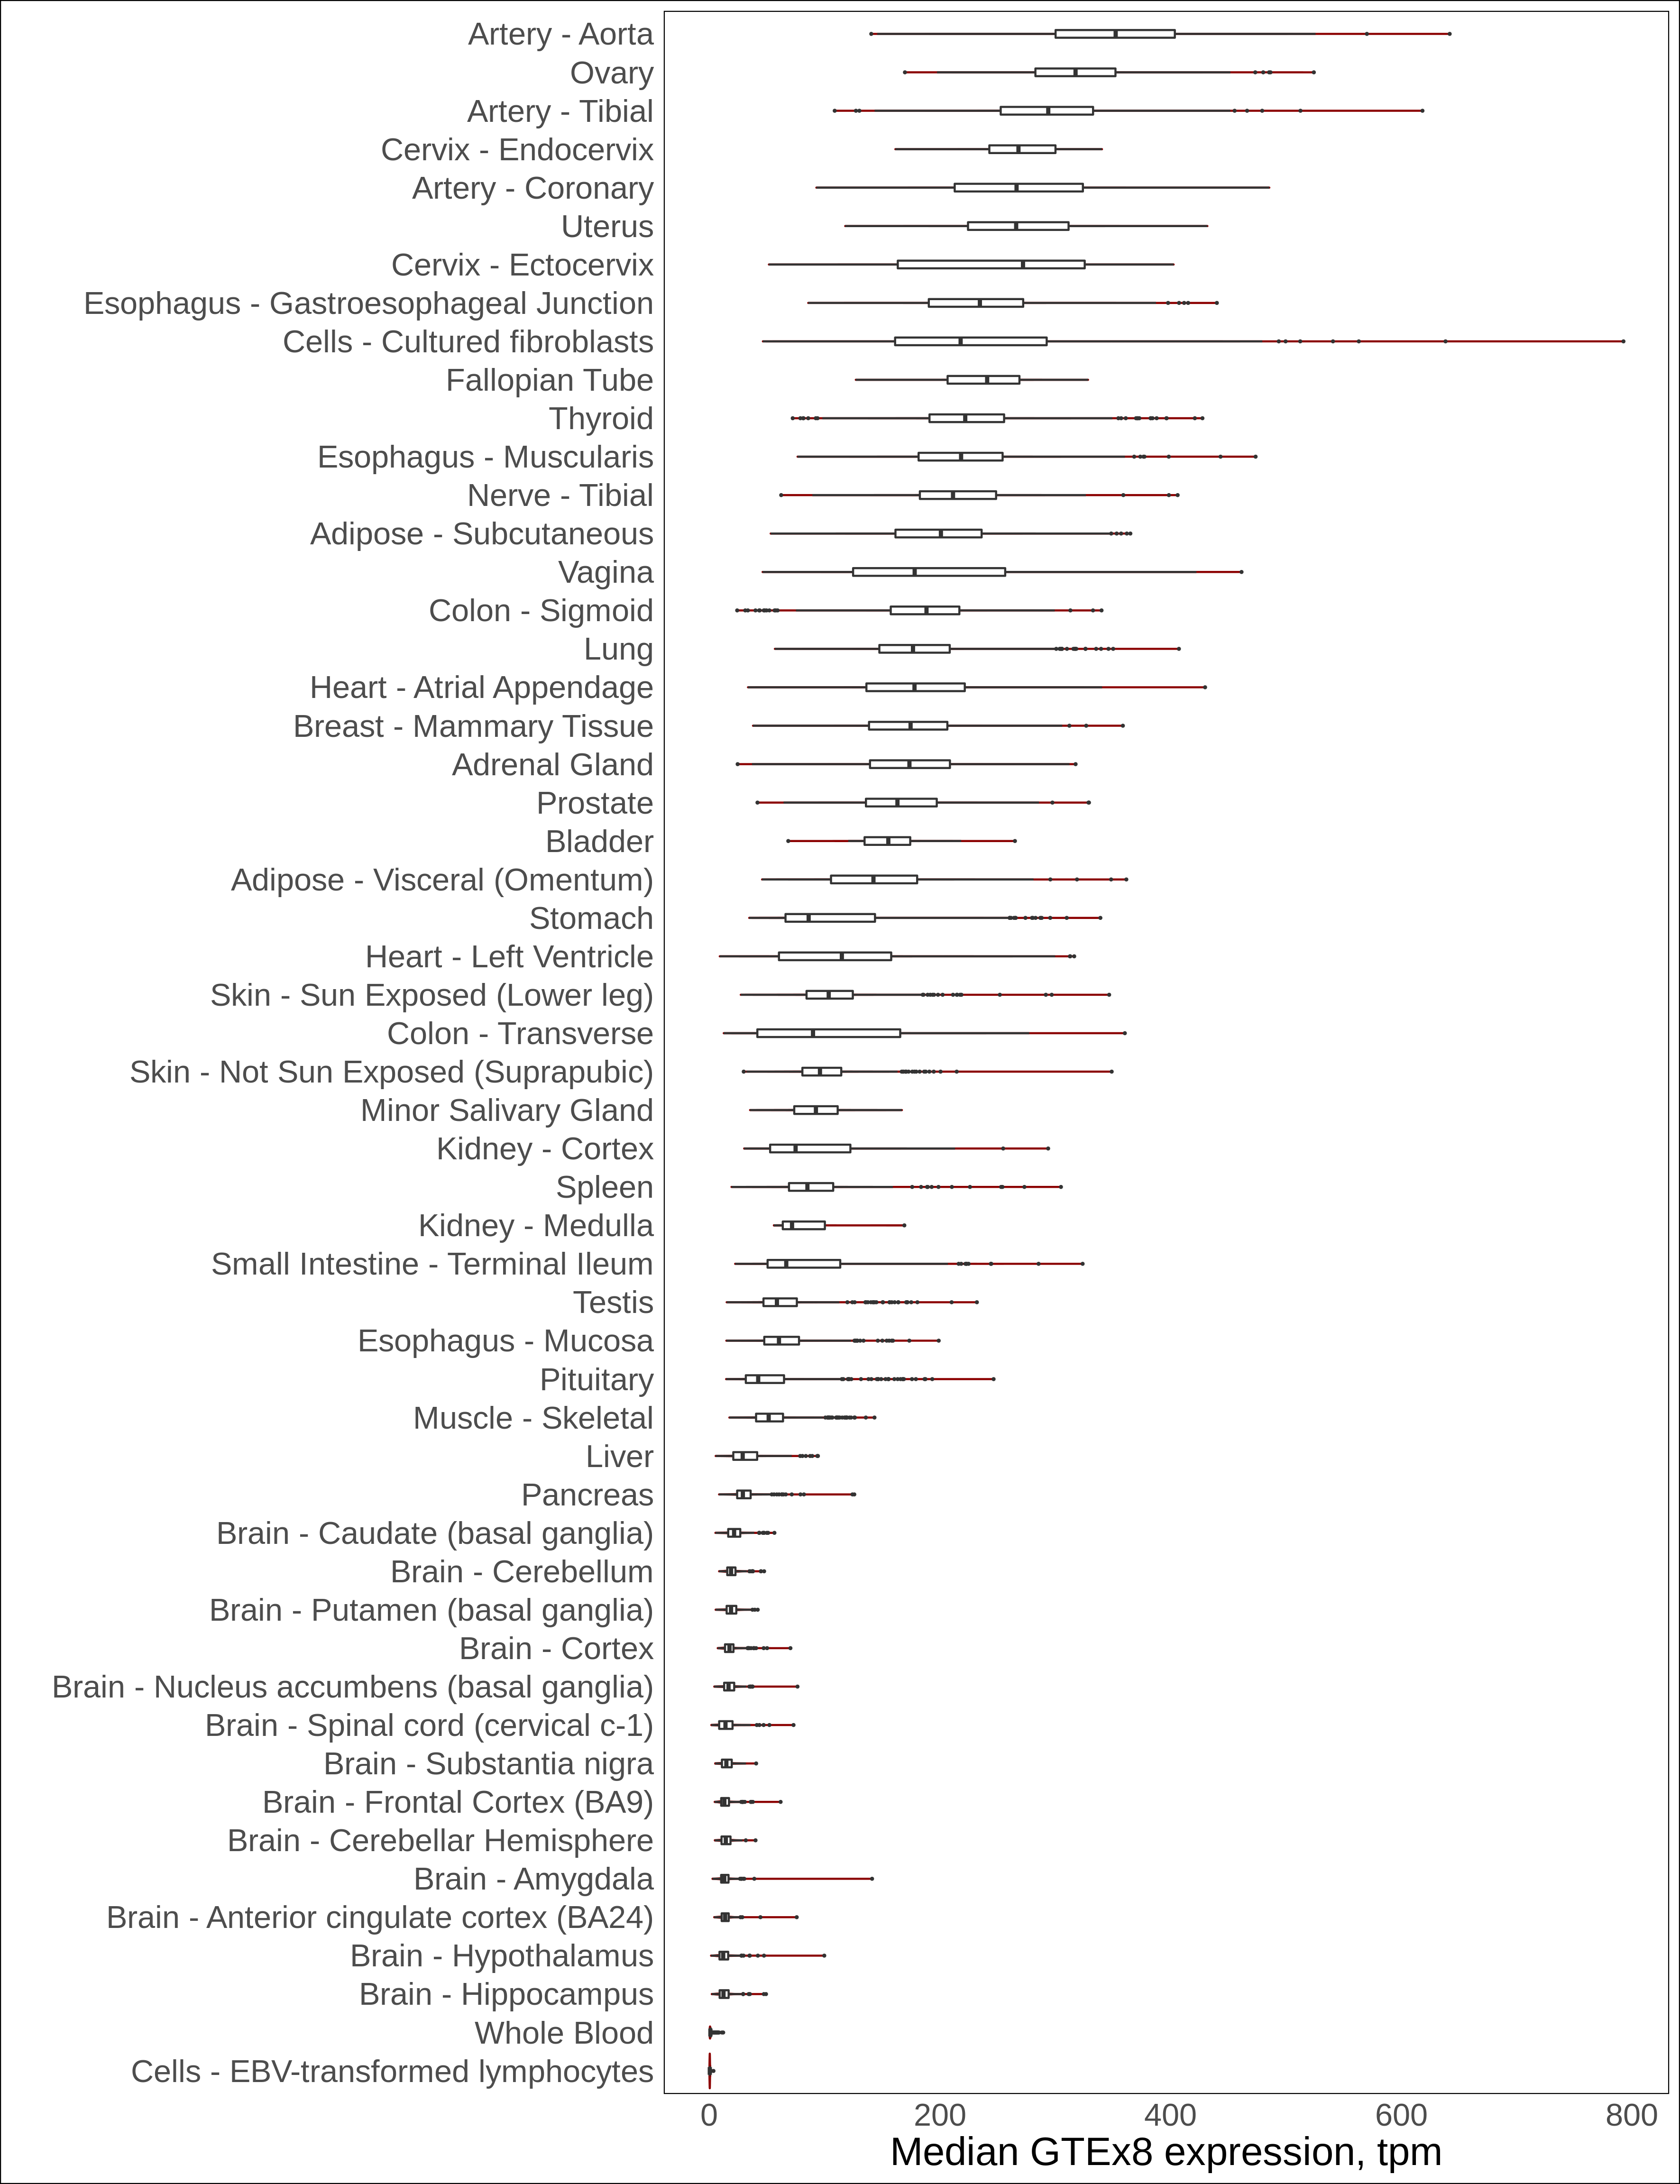 Artery - Aorta
Ovary
Artery - Tibial
Cervix - Endocervix
Artery - Coronary
Uterus
Cervix - Ectocervix
Esophagus - Gastroesophageal Junction
Cells - Cultured fibroblasts
Fallopian Tube
Thyroid
Esophagus - Muscularis
Nerve - Tibial
Adipose - Subcutaneous
Vagina
Colon - Sigmoid
Lung
Heart - Atrial Appendage
Breast - Mammary Tissue
Adrenal Gland
Prostate
Bladder
Adipose - Visceral (Omentum)
Stomach
Heart - Left Ventricle
Skin - Sun Exposed (Lower leg)
Colon - Transverse
Skin - Not Sun Exposed (Suprapubic)
Minor Salivary Gland
Kidney - Cortex
Spleen
Kidney - Medulla
Small Intestine - Terminal Ileum
Testis
Esophagus - Mucosa
Pituitary
Muscle - Skeletal
Liver
Pancreas
Brain - Caudate (basal ganglia)
Brain - Cerebellum
Brain - Putamen (basal ganglia)
Brain - Cortex
Brain - Nucleus accumbens (basal ganglia)
Brain - Spinal cord (cervical c-1)
Brain - Substantia nigra
Brain - Frontal Cortex (BA9)
Brain - Cerebellar Hemisphere
Brain - Amygdala
Brain - Anterior cingulate cortex (BA24)
Brain - Hypothalamus
Brain - Hippocampus
Whole Blood
Cells - EBV-transformed lymphocytes
0 200 400 600 800
Median GTEx8 expression, tpm